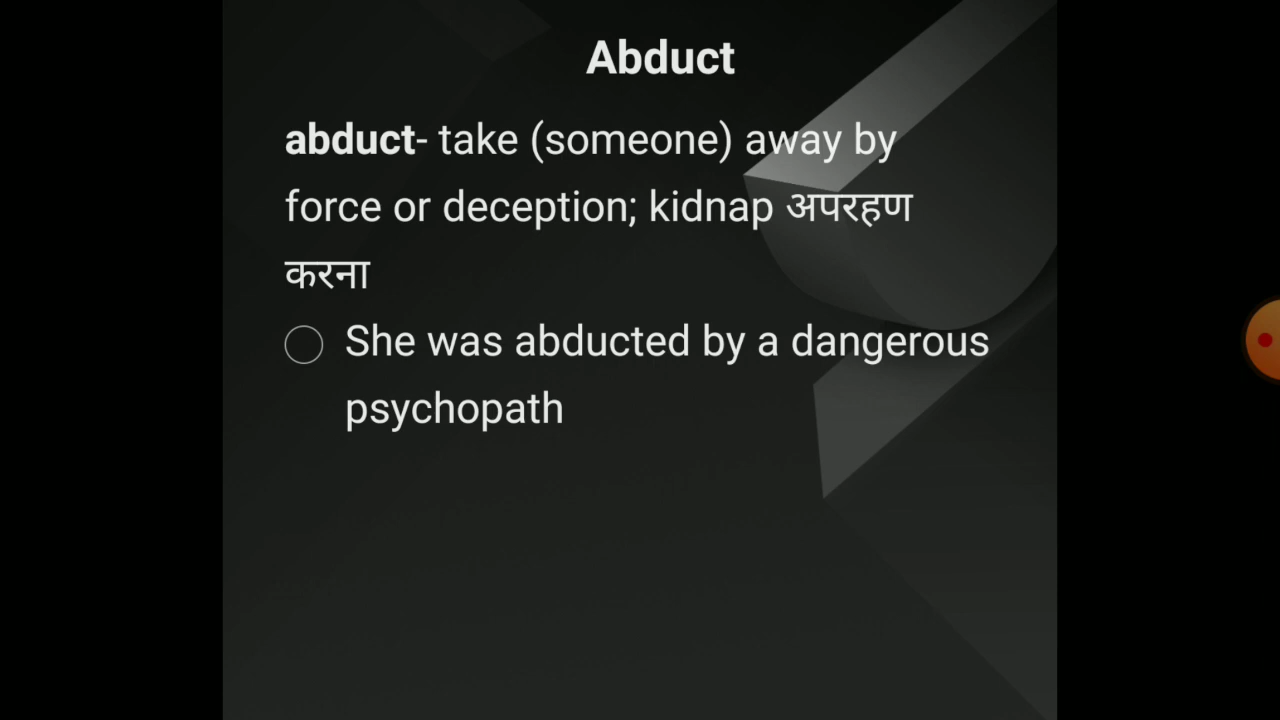 Abduct
abduct- take (someone) away by
force or deception; kidnap अपरहण
करना
She was abducted by a dangerous
psychopath